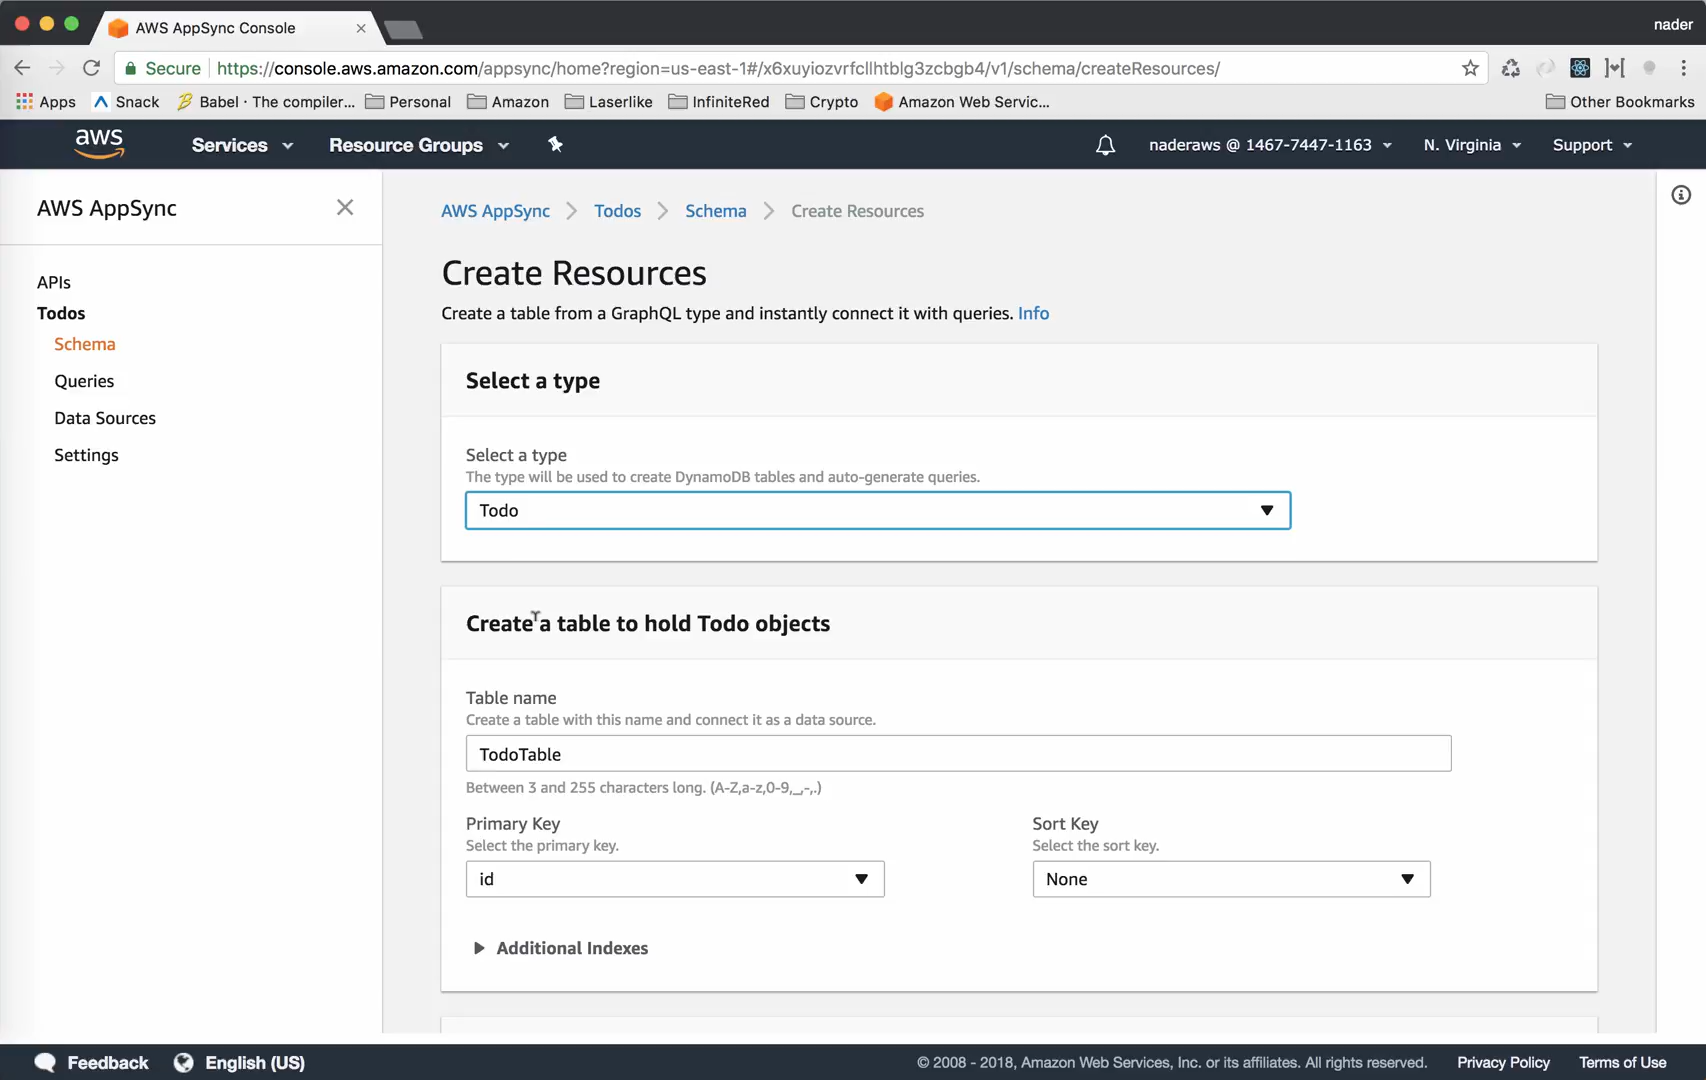 AWS AppSync Console
nader
Secure https://console.aws.amazon.com/appsync/home?region=us-east-1#/x6xuyiozvrfcllhtblg3zcbgb4/v1/schema/createResources/
Apps Snack Babel · The compiler... Personal Amazon Laserlike InfiniteRed Crypto Amazon Web Servic... Other Bookmarks
aws Services Resource Groups naderaws @ 1467-7447-1163 N. Virginia Support
AWS AppSync
APIs
Todos
Schema
Queries
Data Sources
Settings
AWS AppSync Todos Schema Create Resources
Create Resources
Create a table from a GraphQL type and instantly connect it with queries. Info
Select a type
Select a type
The type will be used to create DynamoDB tables and auto-generate queries.
Todo
Create a table to hold Todo objects
Table name
Create a table with this name and connect it as a data source.
TodoTable
Between 3 and 255 characters long. (A-Z,a-z,0-9,_,-,.)
Primary Key
Select the primary key.
id
Sort Key
Select the sort key.
None
Additional Indexes
Feedback English (US) © 2008 - 2018, Amazon Web Services, Inc. or its affiliates. All rights reserved. Privacy Policy Terms of Use